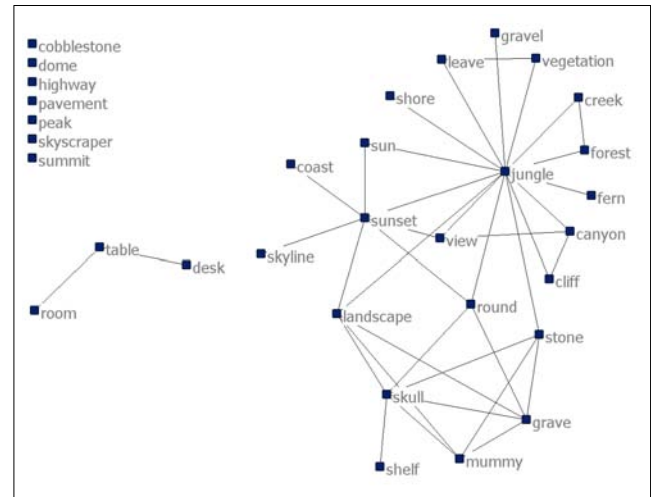 cobblestone
dome
highway
pavement
peak
skyscraper
summit
gravel
leave
vegetation
shore
creek
sun
forest
coast
jungle
fern
sunset
view
canyon
table
skyline
desk
cliff
room
landscape
round
stone
skull
grave
shelf
mummy